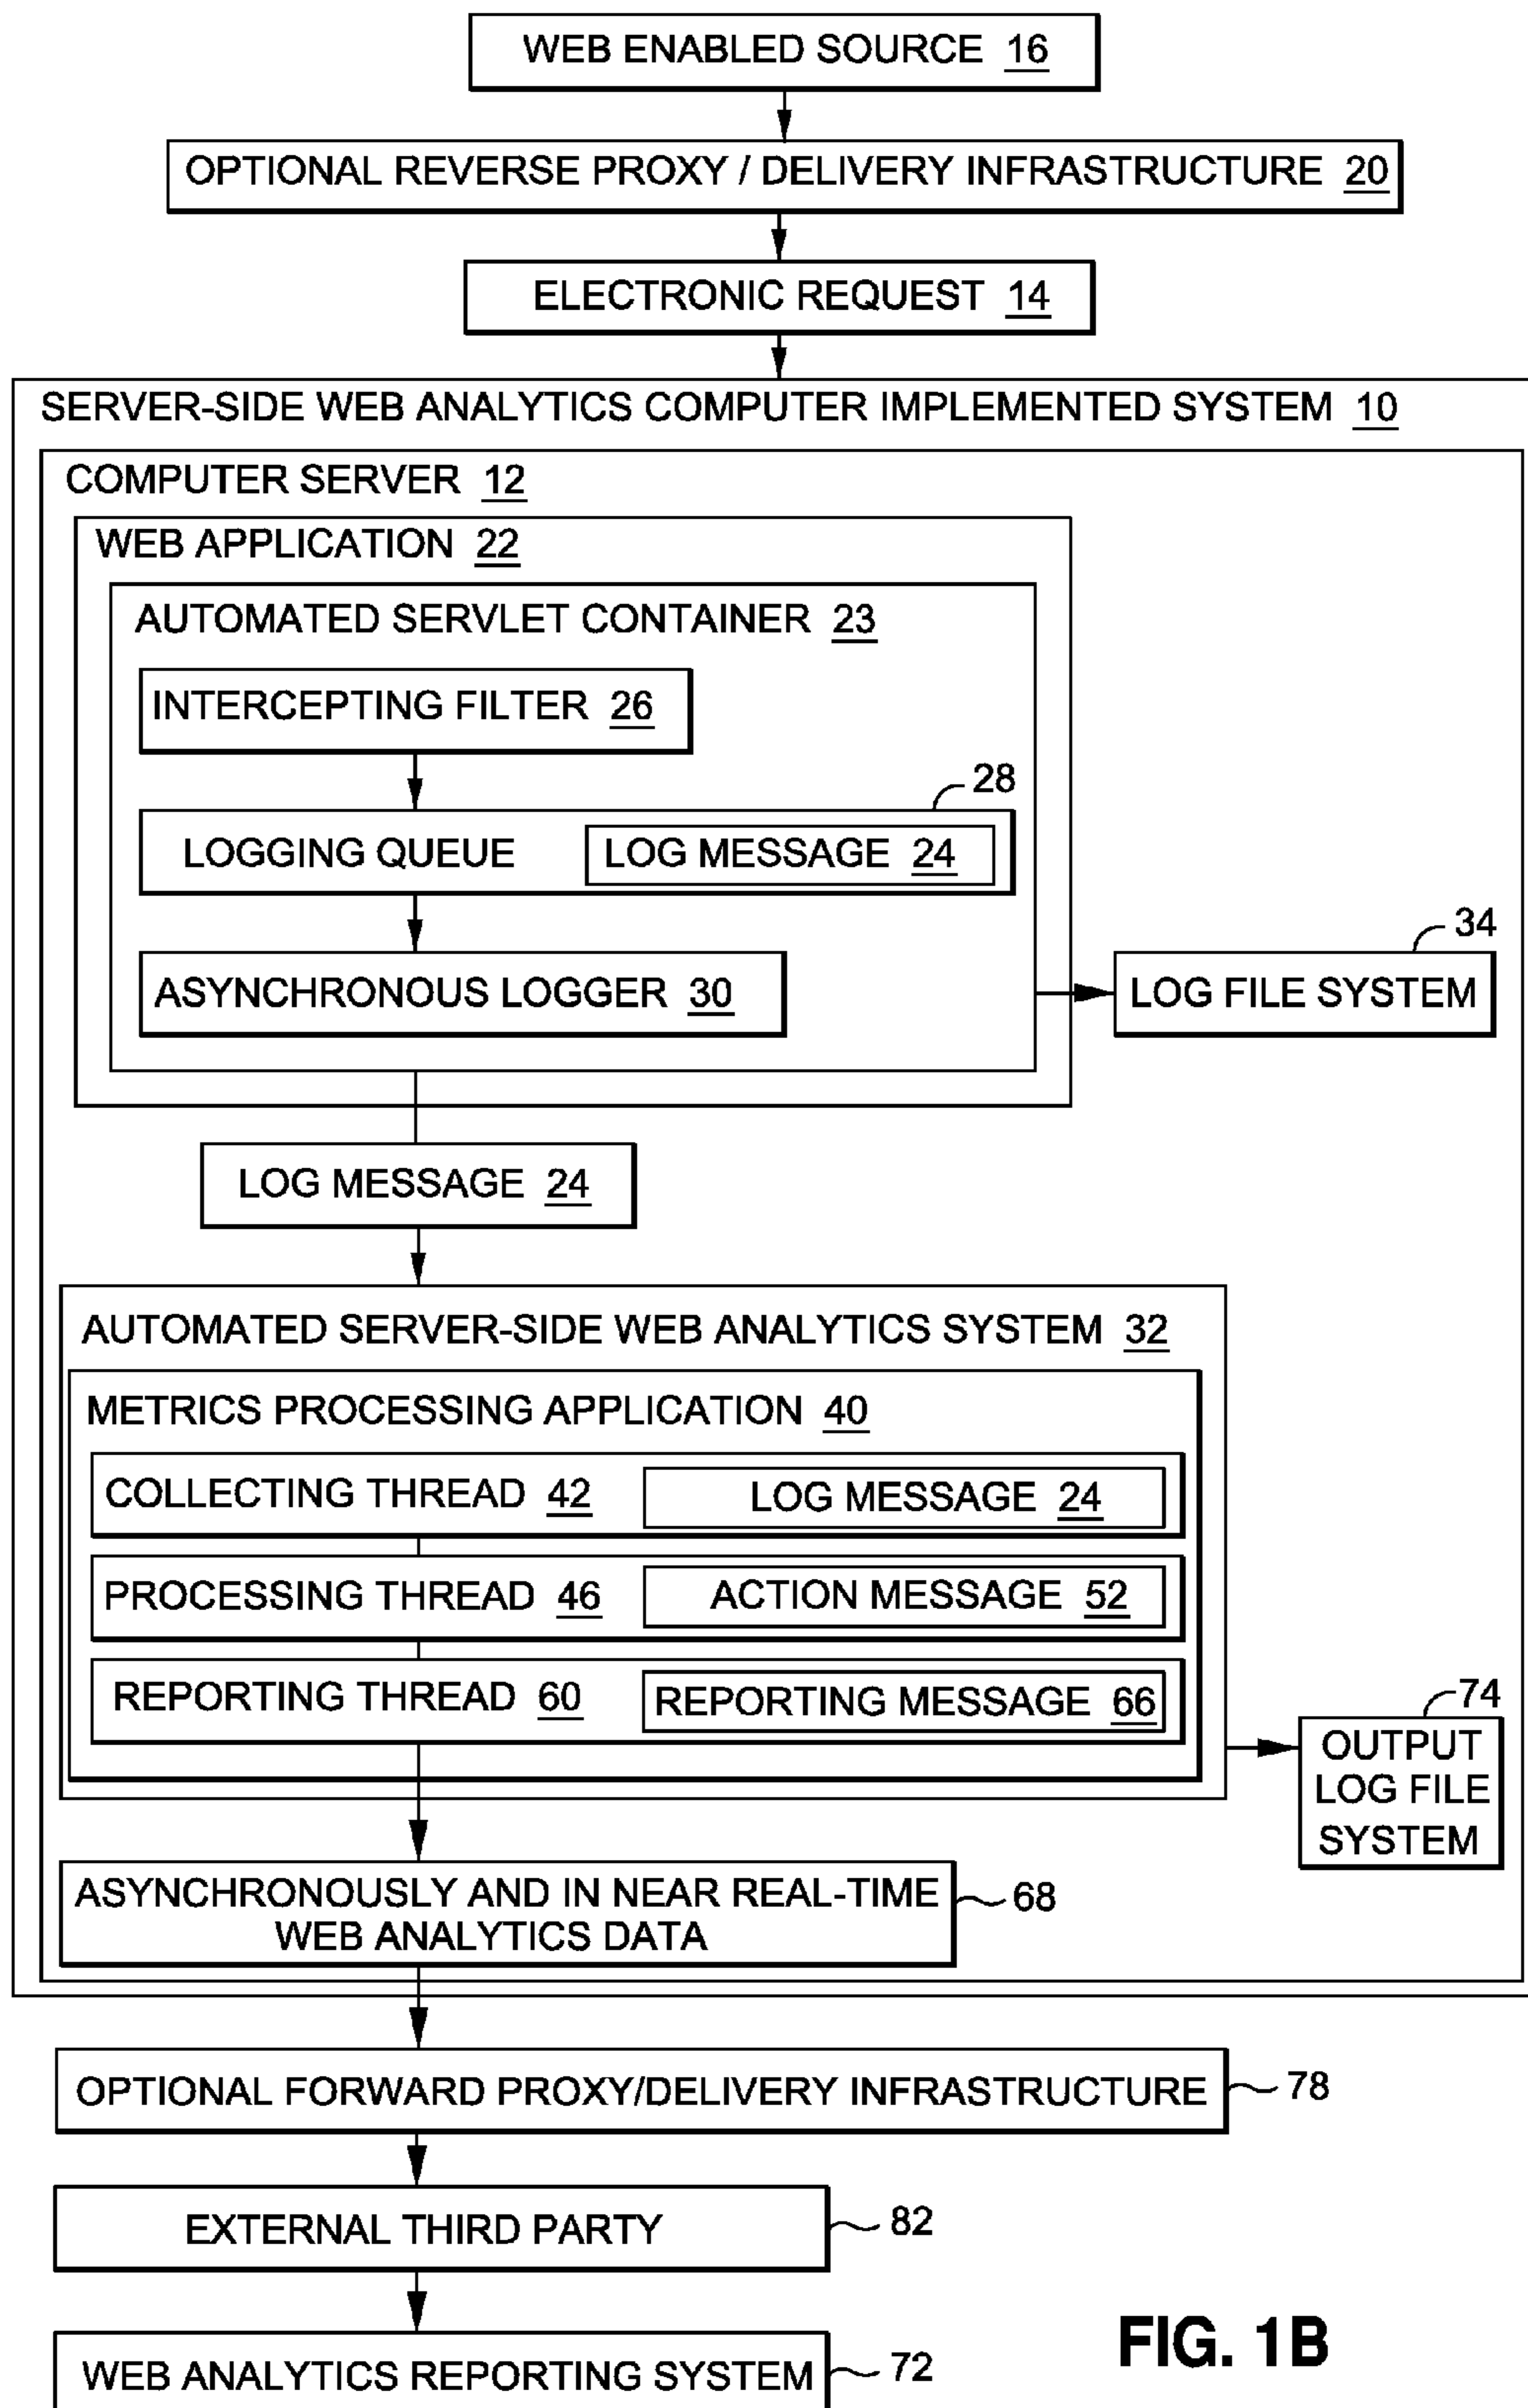 WEB ENABLED SOURCE 16
OPTIONAL REVERSE PROXY / DELIVERY INFRASTRUCTURE 20
ELECTRONIC REQUEST 14
SERVER-SIDE WEB ANALYTICS COMPUTER IMPLEMENTED SYSTEM 10
COMPUTER SERVER 12
WEB APPLICATION 22
AUTOMATED SERVLET CONTAINER 23
INTERCEPTING FILTER 26
28
LOGGING QUEUE
LOG MESSAGE 24
34
ASYNCHRONOUS LOGGER 30
LOG FILE SYSTEM
LOG MESSAGE 24
AUTOMATED SERVER-SIDE WEB ANALYTICS SYSTEM 32
METRICS PROCESSING APPLICATION 40
COLLECTING THREAD 42
LOG MESSAGE 24
PROCESSING THREAD 46
ACTION MESSAGE 52
REPORTING THREAD 60
REPORTING MESSAGE 66
74
OUTPUT
LOG FILE
SYSTEM
ASYNCHRONOUSLY AND IN NEAR REAL-TIME
WEB ANALYTICS DATA
68
OPTIONAL FORWARD PROXY/DELIVERY INFRASTRUCTURE
78
EXTERNAL THIRD PARTY
82
WEB ANALYTICS REPORTING SYSTEM
72
FIG. 1B